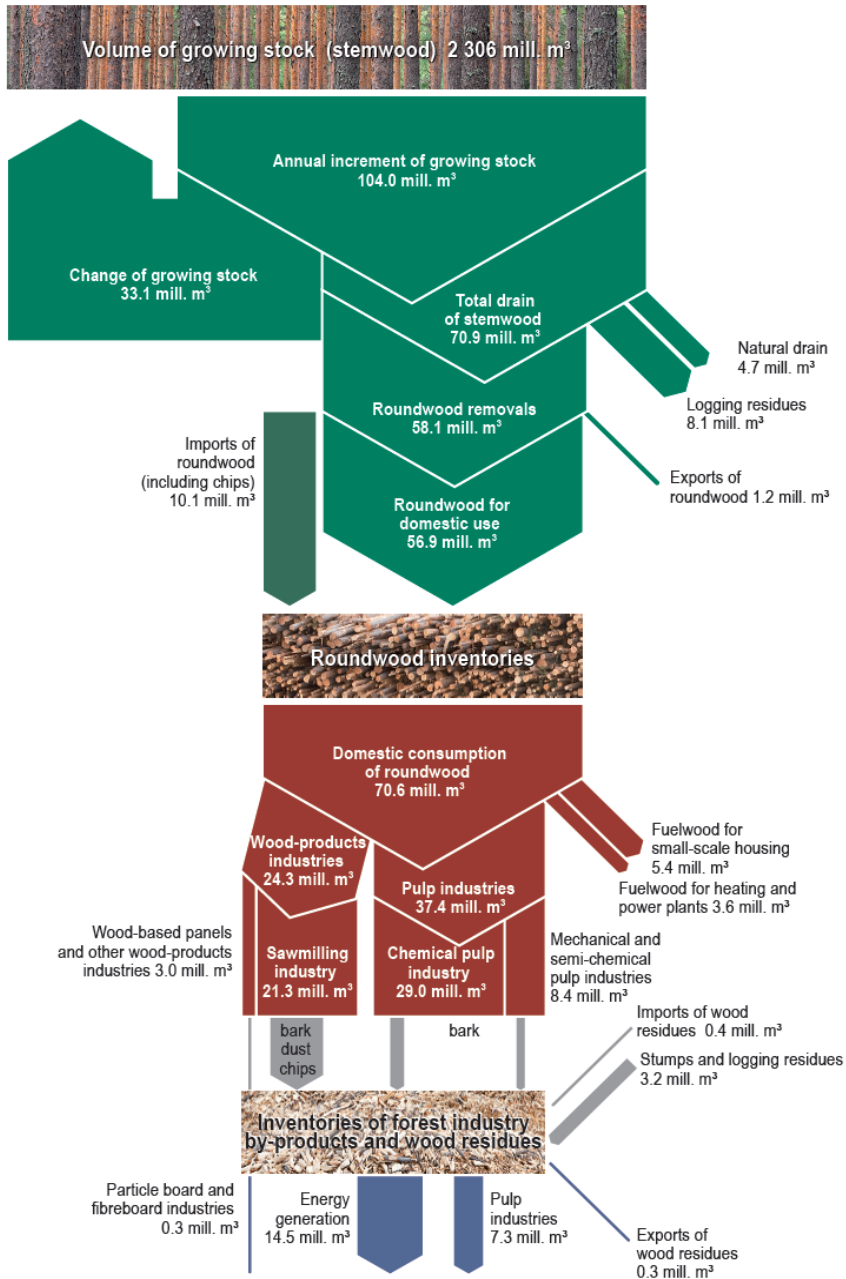 Volume of growing stock (stemwood) 2 306 mill. m³
Annual increment of growing stock
104.0 mill. m³
Change of growing stock
33.1 mill. m³
Total drain
of stemwood
70.9 mill. m³
Natural drain
4.7 mill. m³
Logging residues
8.1 mill. m³
Roundwood removals
58.1 mill. m³
Imports of
roundwood
(including chips)
10.1 mill. m³
Exports of
roundwood 1.2 mill. m³
Roundwood for
domestic use
56.9 mill. m³
Roundwood inventories
Domestic consumption
of roundwood
70.6 mill. m³
Wood-products
industries
24.3 mill. m³
Pulp industries
37.4 mill. m³
Fuelwood for
small-scale housing
5.4 mill. m³
Fuelwood for heating and
power plants 3.6 mill. m³
Wood-based panels
and other wood-products
industries 3.0 mill. m³
Sawmilling
industry
21.3 mill. m³
Chemical pulp
industry
29.0 mill. m³
Mechanical and
semi-chemical
pulp industries
8.4 mill. m³
bark
dust
chips
bark
Imports of wood
residues 0.4 mill. m³
Stumps and logging residues
3.2 mill. m³
Inventories of forest industry
by-products and wood residues
Particle board and
fibreboard industries
0.3 mill. m³
Energy
generation
14.5 mill. m³
Pulp
industries
7.3 mill. m³
Exports of
wood residues
0.3 mill. m³